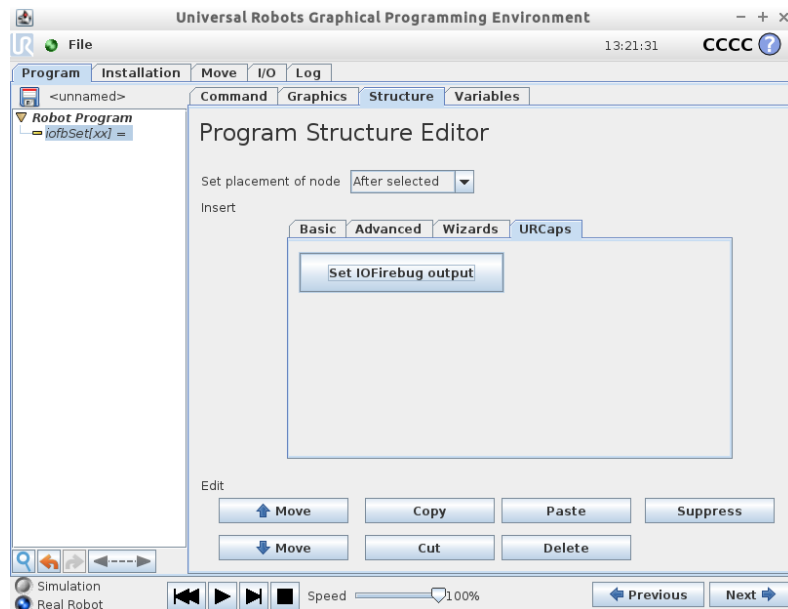 Universal Robots Graphical Programming Environment
UR File 13:21:31 CCCC ?
Program Installation Move I/O Log
<unnamed> Command Graphics Structure Variables
Robot Program
iofbSet[xx] =
Program Structure Editor
Set placement of node After selected
Insert
Basic Advanced Wizards URCaps
Set IOFirebug output
Edit
Move Copy Paste Suppress
Move Cut Delete
Simulation
Real Robot
Speed 100% Previous Next